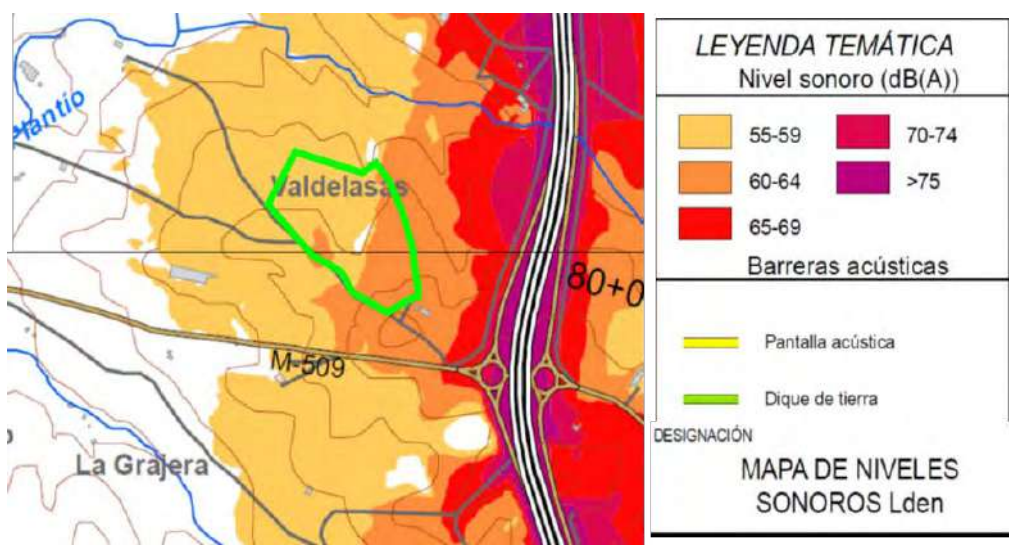 Valdelasas
80+0
M-509
La Grajera
LEYENDA TEMÁTICA
Nivel sonoro (dB(A))
55-59
70-74
60-64
>75
65-69
Barreras acústicas
Pantalla acústica
Dique de tierra
DESIGNACIÓN
MAPA DE NIVELES
SONOROS Lden